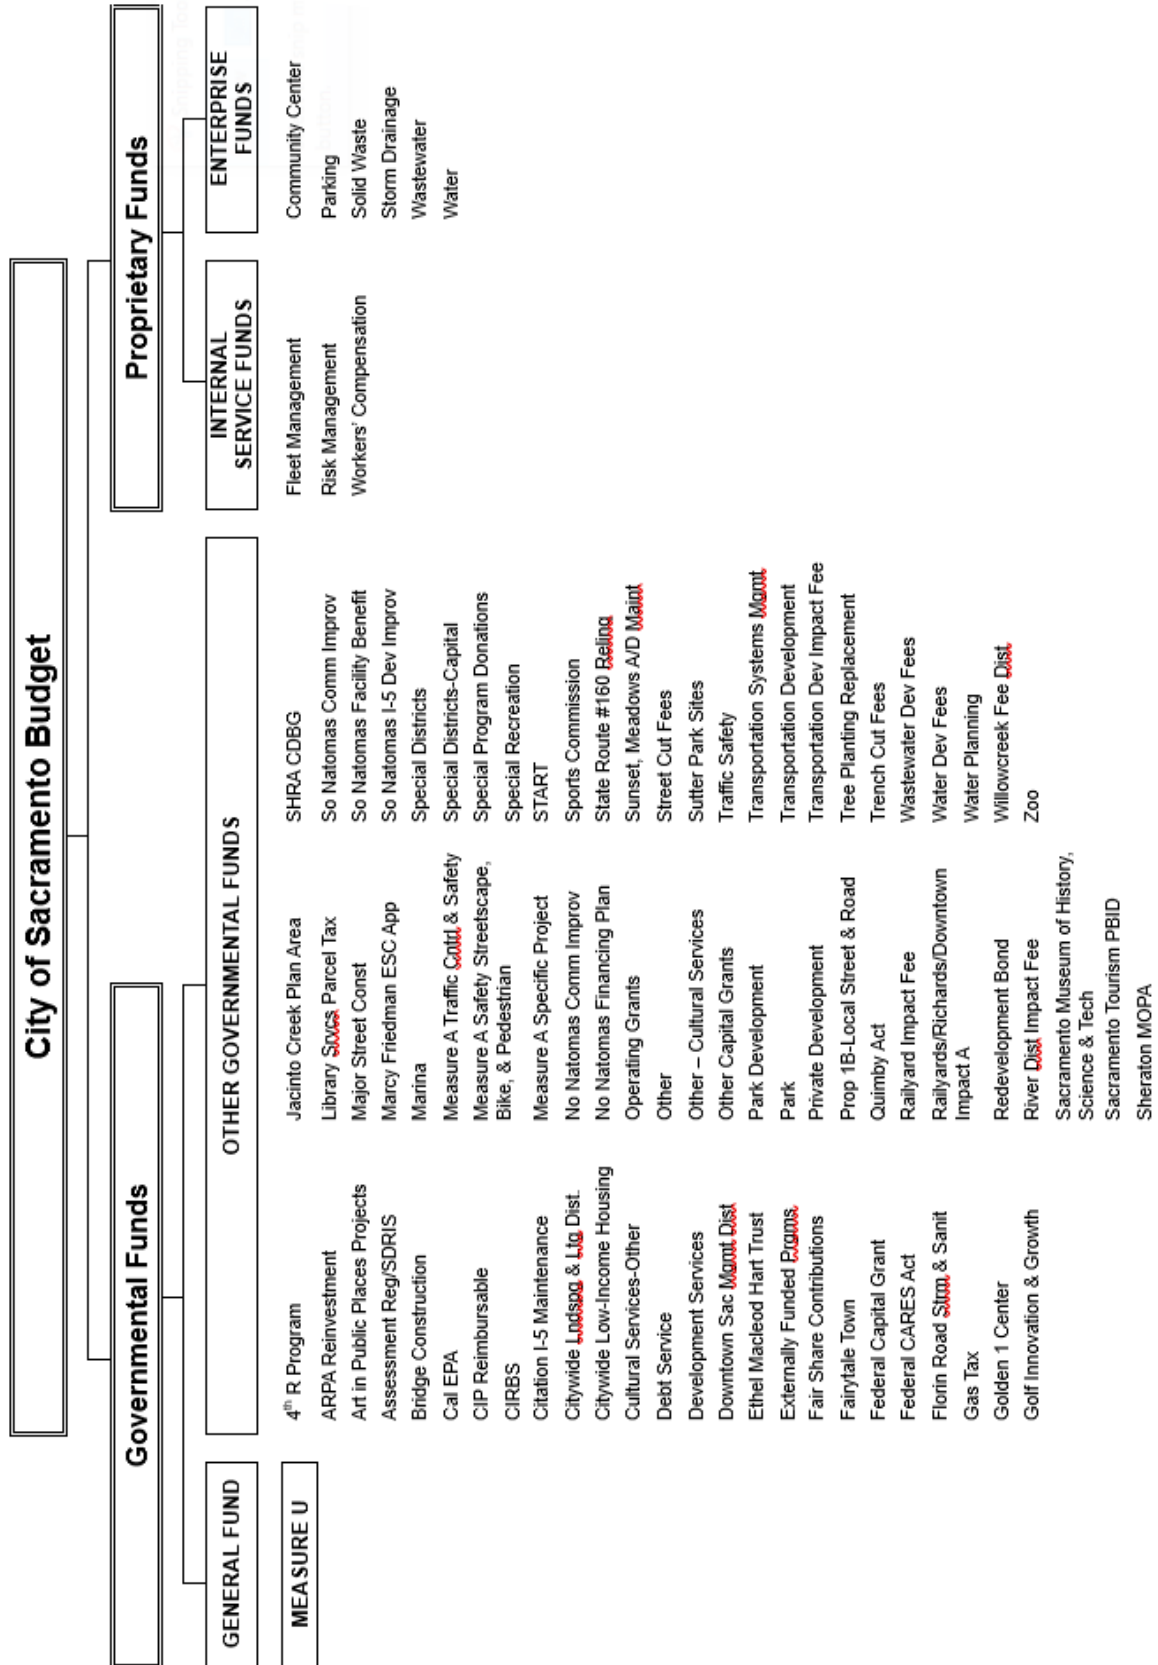 City of Sacramento Budget
Governmental Funds
Proprietary Funds
GENERAL FUND
OTHER GOVERNMENTAL FUNDS
INTERNAL
SERVICE FUNDS
ENTERPRISE
FUNDS
MEASURE U
4th R Program
ARPA Reinvestment
Art in Public Places Projects
Assessment Reg/SDRIS
Bridge Construction
Cal EPA
CIP Reimbursable
CIRBS
Citation I-5 Maintenance
Citywide Lndspg & Ltg Dist.
Citywide Low-Income Housing
Cultural Services-Other
Debt Service
Development Services
Downtown Sac Mgmt Dist
Ethel Macleod Hart Trust
Externally Funded Prgms.
Fair Share Contributions
Fairytale Town
Federal Capital Grant
Federal CARES Act
Florin Road Strm & Sanit
Gas Tax
Golden 1 Center
Golf Innovation & Growth
Jacinto Creek Plan Area
Library Srvcs Parcel Tax
Major Street Const
Marcy Friedman ESC App
Marina
Measure A Traffic Cntrl & Safety
Measure A Safety Streetscape,
Bike, & Pedestrian
Measure A Specific Project
No Natomas Comm Improv
No Natomas Financing Plan
Operating Grants
Other
Other – Cultural Services
Other Capital Grants
Park Development
Park
Private Development
Prop 1B-Local Street & Road
Quimby Act
Railyard Impact Fee
Railyards/Richards/Downtown
Impact A
Redevelopment Bond
River Dist Impact Fee
Sacramento Museum of History,
Science & Tech
Sacramento Tourism PBID
Sheraton MOPA
SHRA CDBG
So Natomas Comm Improv
So Natomas Facility Benefit
So Natomas I-5 Dev Improv
Special Districts
Special Districts-Capital
Special Program Donations
Special Recreation
START
Sports Commission
State Route #160 Relinq
Sunset, Meadows A/D Maint
Street Cut Fees
Sutter Park Sites
Traffic Safety
Transportation Systems Mgmt
Transportation Development
Transportation Dev Impact Fee
Tree Planting Replacement
Trench Cut Fees
Wastewater Dev Fees
Water Dev Fees
Water Planning
Willowcreek Fee Dist.
Zoo
Fleet Management
Risk Management
Workers' Compensation
Community Center
Parking
Solid Waste
Storm Drainage
Wastewater
Water